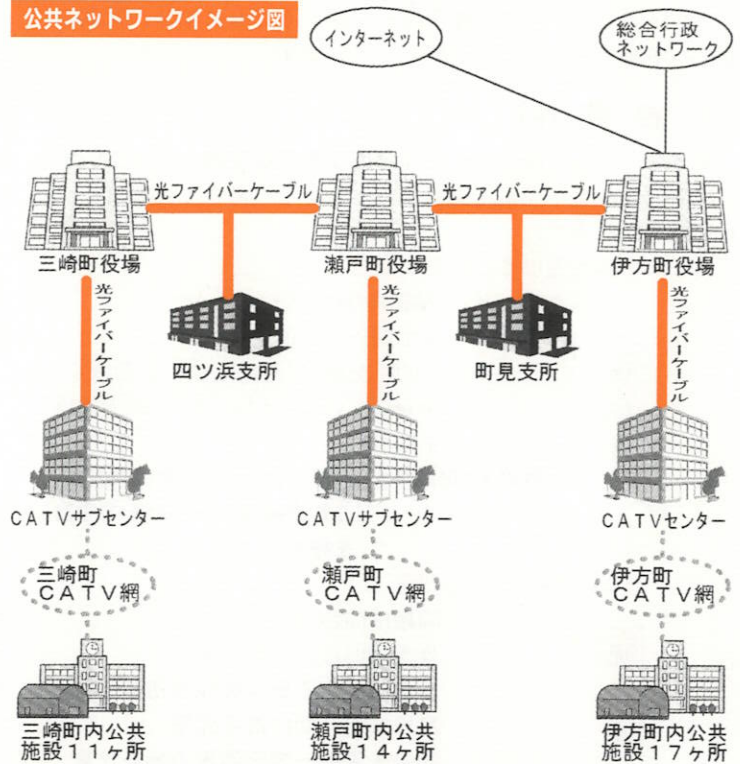 公共ネットワークイメージ図
インターネット
総合行政
ネットワーク
光ファイバーケーブル
光ファイバーケーブル
三崎町役場
瀬戸町役場
伊方町役場
光ファイバーケーブル
光ファイバーケーブル
光ファイバーケーブル
四ツ浜支所
町見支所
CATVサブセンター
CATVサブセンター
CATVセンター
三崎町
CATV網
瀬戸町
CATV網
伊方町
CATV網
三崎町内公共
施設11ヶ所
瀬戸町内公共
施設14ヶ所
伊方町内公共
施設17ヶ所